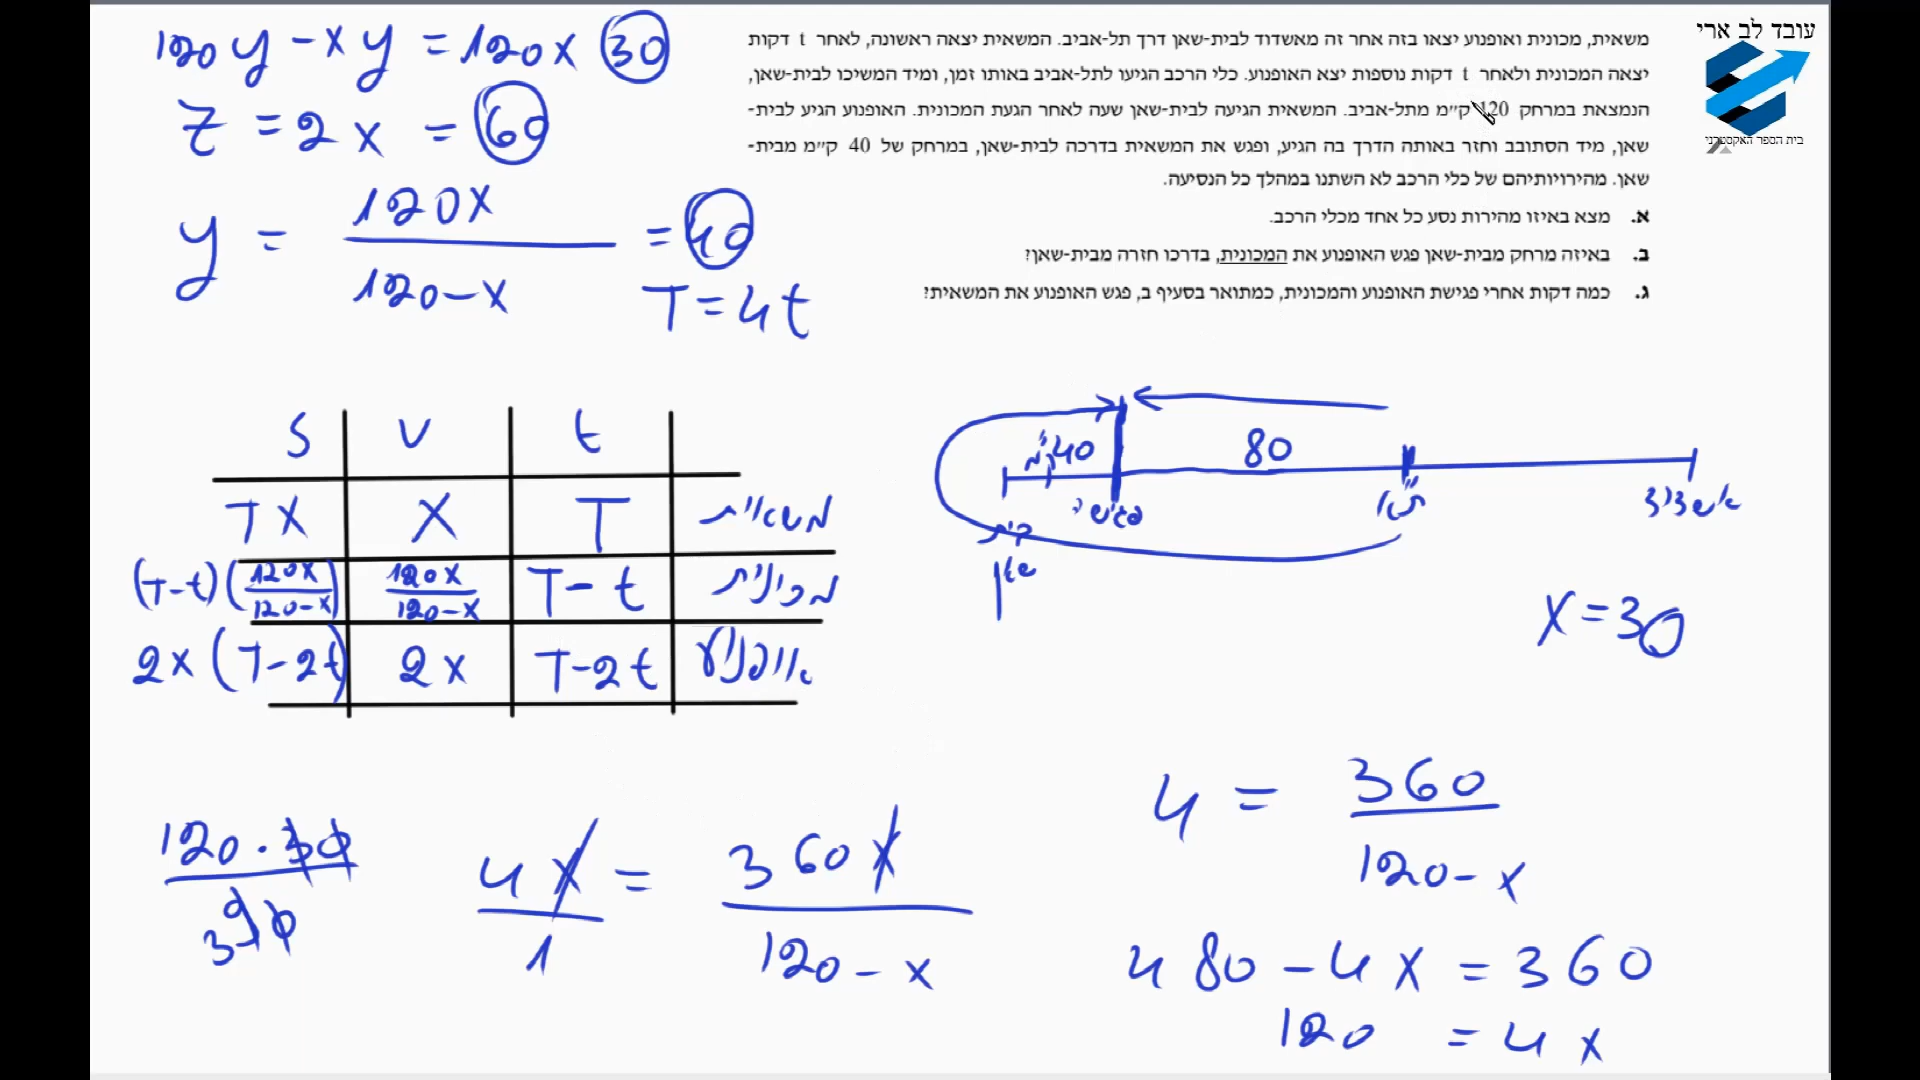 עובד לב ארי
בית הספר האקסטרני
משאית, מכונית ואופנוע יצאו בזה אחר זה מאשדוד לבית-שאן דרך תל-אביב. המשאית יצאה ראשונה, לאחר t דקות
יצאה המכונית ולאחר t דקות נוספות יצא האופנוע. כלי הרכב הגיעו לתל-אביב באותו זמן, ומיד המשיכו לבית-שאן,
הנמצאת במרחק 120 ק״מ מתל-אביב. המשאית הגיעה לבית-שאן שעה לאחר הגעת המכונית. האופנוע הגיע לבית-
שאן, מיד הסתובב וחזר באותה הדרך בה הגיע, ופגש את המשאית בדרכה לבית-שאן, במרחק של 40 ק״מ מבית-
שאן. מהירויותיהם של כלי הרכב לא השתנו במהלך כל הנסיעה.
א. מצא באיזו מהירות נסע כל אחד מכלי הרכב.
ב. באיזה מרחק מבית-שאן פגש האופנוע את המכונית, בדרכו חזרה מבית-שאן?
ג. כמה דקות אחרי פגישת האופנוע והמכונית, כמתואר בסעיף ב, פגש האופנוע את המשאית?
120y - xy = 120x 30
z = 2x = 60
y = 120x / 120-x = 40
T = 4t
S V t
TX X T משאית
(T-t)(120x / 120-x) 120x / 120-x T-t מכונית
2x(T-2t) 2x T-2t אופנוע
40 ק״מ 80
בית שאן פגישה ת״א אשדוד
X = 30
120·30 / 90 3
4x / 1 = 360x / 120-x
4 = 360 / 120-x
480 - 4x = 360
120 = 4x